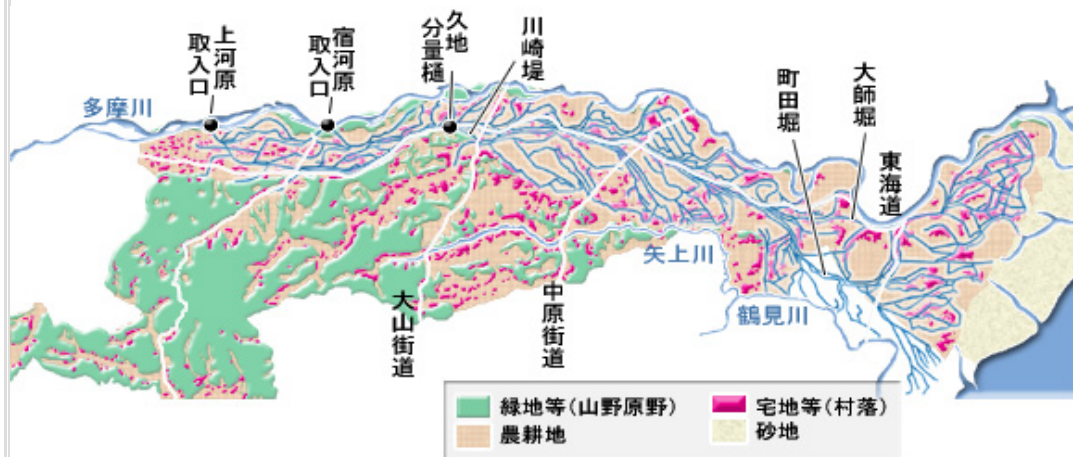 上河原
取入口
宿河原
取入口
久地
分量樋
川崎堤
多摩川
町田堀
大師堀
東海道
矢上川
鶴見川
大山街道
中原街道
緑地等(山野原野)
宅地等(村落)
農耕地
砂地